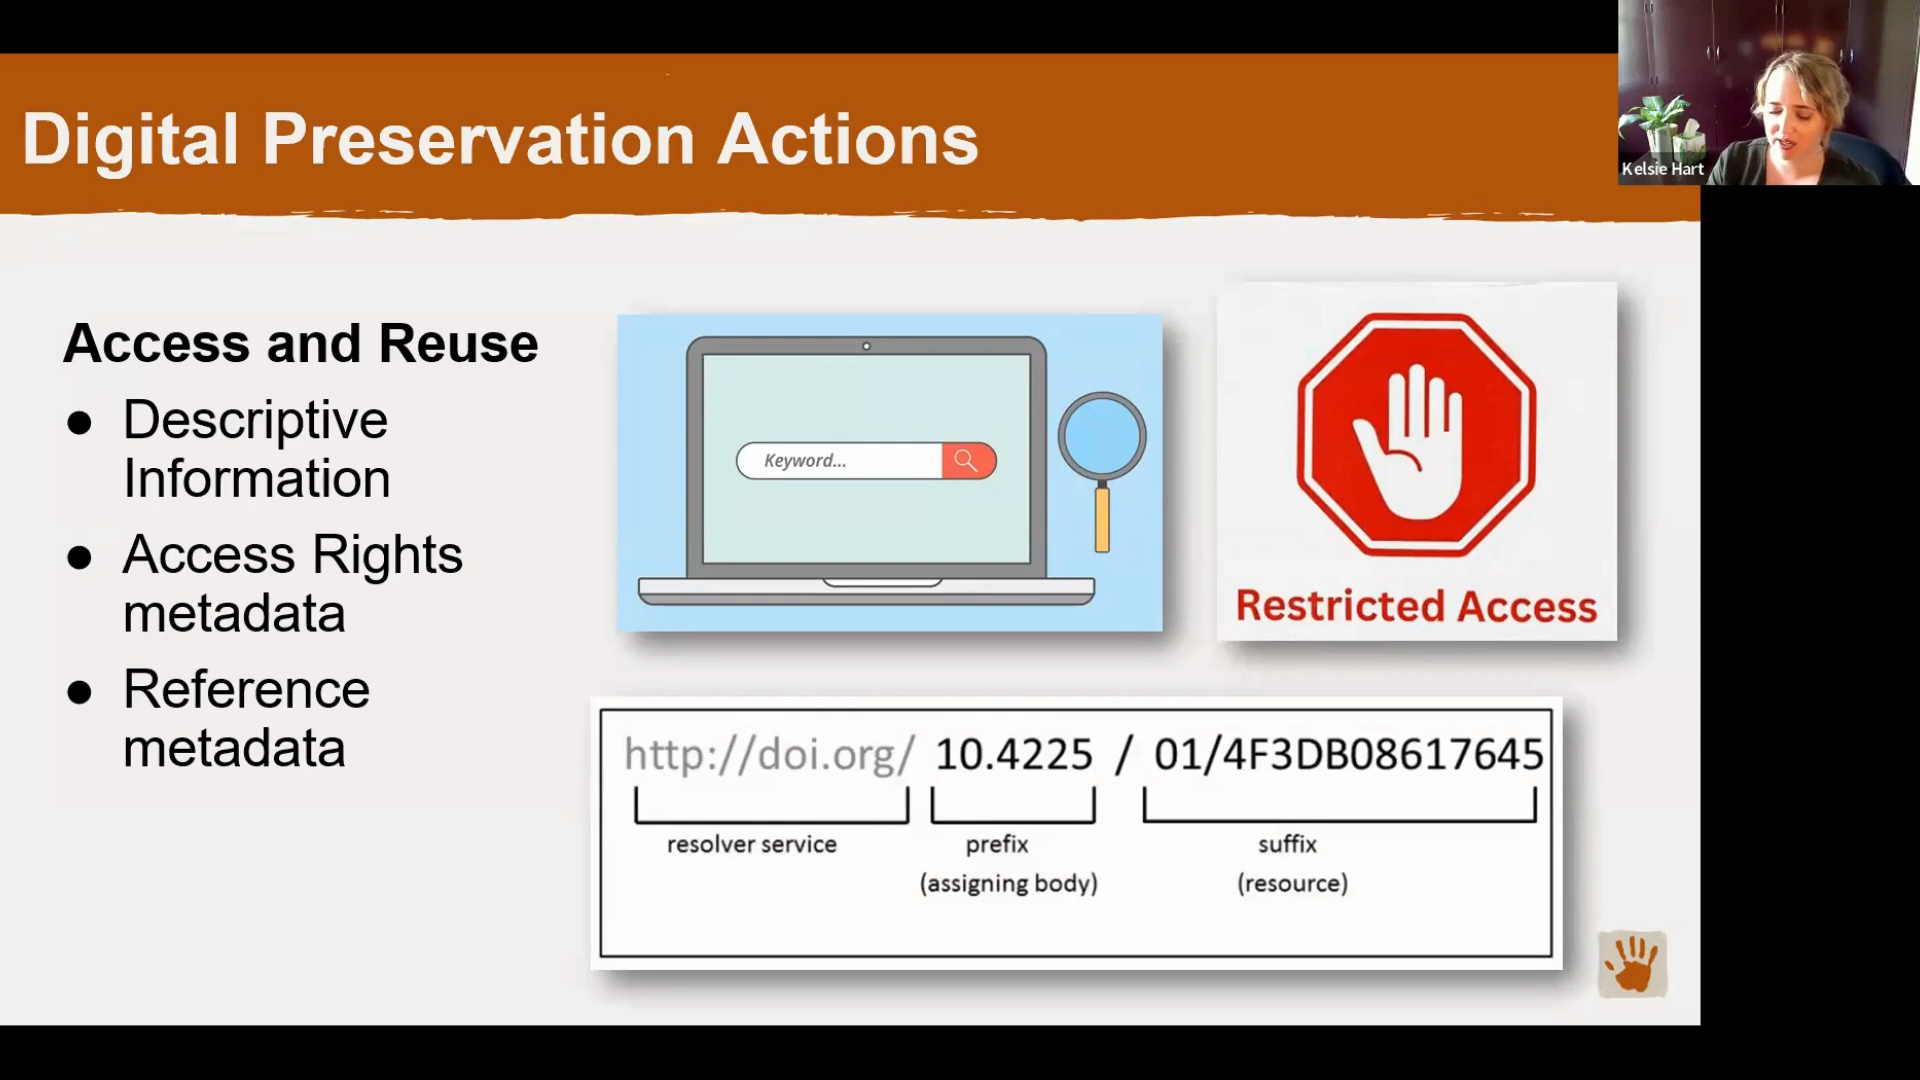 Digital Preservation Actions
Kelsie Hart
Access and Reuse
● Descriptive
Information
● Access Rights
metadata
● Reference
metadata
Keyword...
Restricted Access
http://doi.org/ 10.4225 / 01/4F3DB08617645
resolver service prefix suffix
(assigning body) (resource)